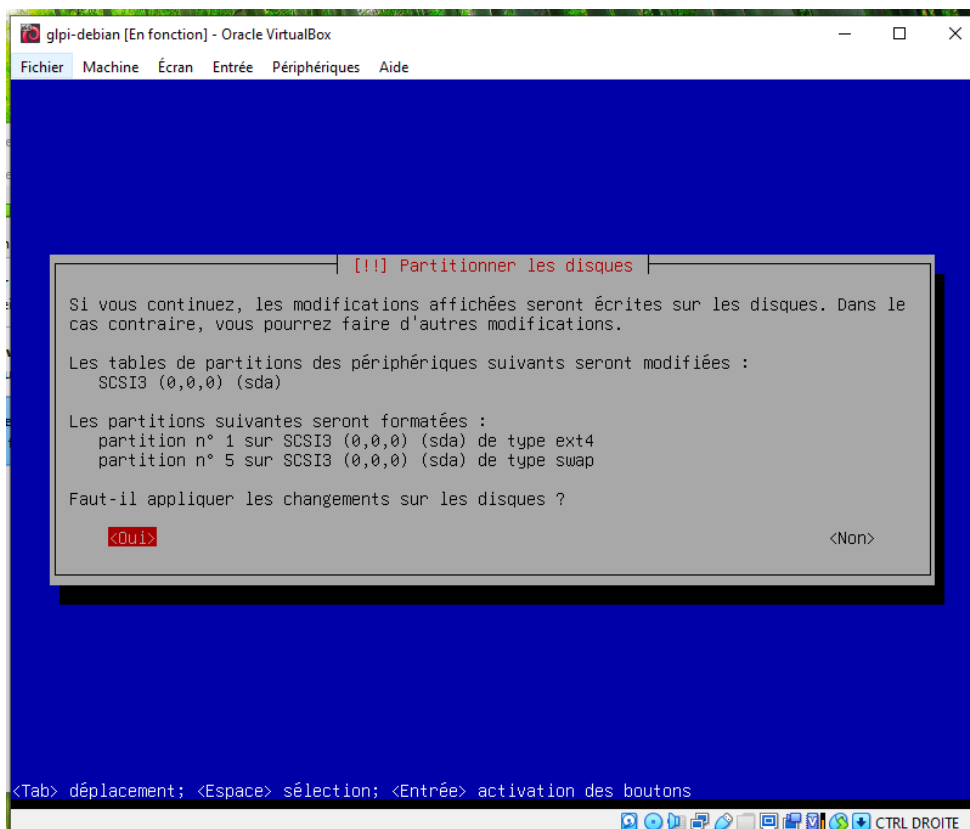 glpi-debian [En fonction] - Oracle VirtualBox
Fichier Machine Écran Entrée Périphériques Aide
[!!] Partitionner les disques
Si vous continuez, les modifications affichées seront écrites sur les disques. Dans le
cas contraire, vous pourrez faire d'autres modifications.
Les tables de partitions des périphériques suivants seront modifiées :
SCSI3 (0,0,0) (sda)
Les partitions suivantes seront formatées :
partition n° 1 sur SCSI3 (0,0,0) (sda) de type ext4
partition n° 5 sur SCSI3 (0,0,0) (sda) de type swap
Faut-il appliquer les changements sur les disques ?
<Oui> <Non>
<Tab> déplacement; <Espace> sélection; <Entrée> activation des boutons
CTRL DROITE